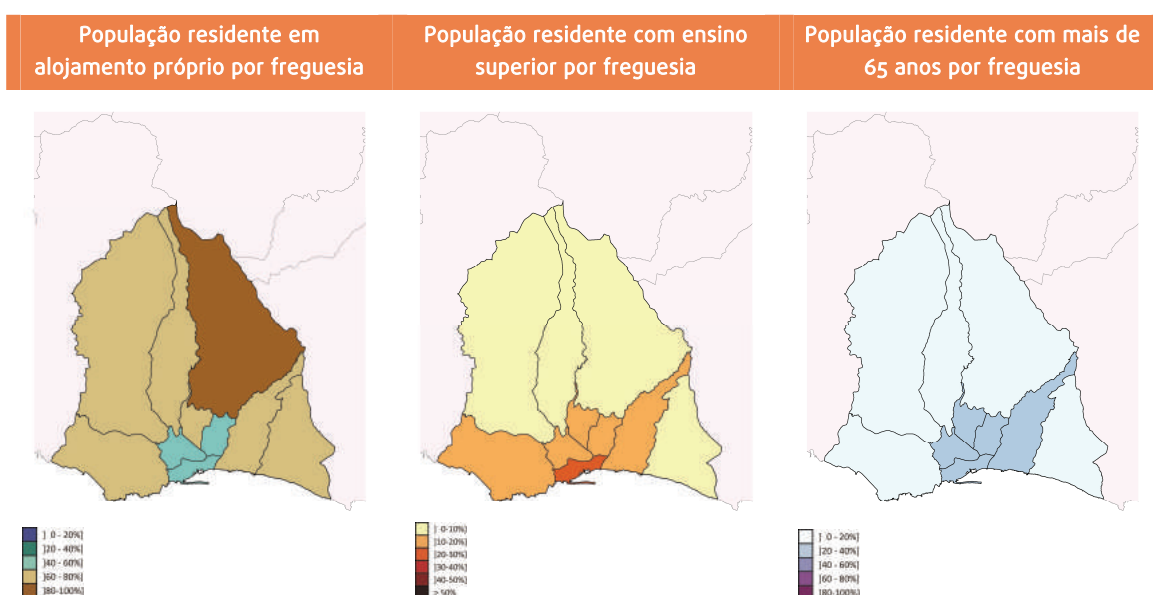 População residente em
alojamento próprio por freguesia
População residente com ensino
superior por freguesia
População residente com mais de
65 anos por freguesia
] 0 - 20%]
]20 - 40%]
]40 - 60%]
]60 - 80%]
]80-100%]
] 0-10%)
]10-20%)
]20-10%)
]30-40%)
]40-50%)
> 50%
] 0 - 20%]
]20 - 40%]
]40 - 60%]
]60 - 80%]
]80-100%]